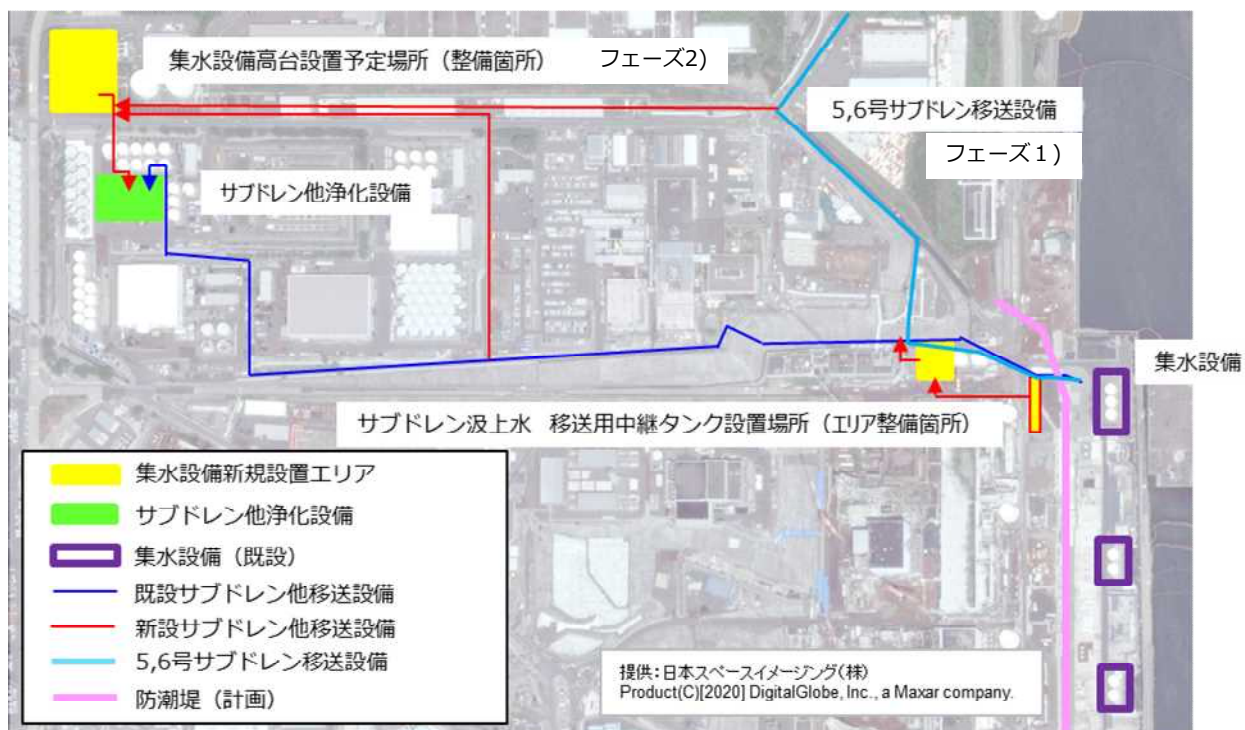 集水設備高台設置予定場所（整備箇所） フェーズ2)
5,6号サブドレン移送設備
フェーズ１)
サブドレン他浄化設備
集水設備
サブドレン汲上水 移送用中継タンク設置場所（エリア整備箇所）
集水設備新規設置エリア
サブドレン他浄化設備
集水設備（既設）
既設サブドレン他移送設備
新設サブドレン他移送設備
5,6号サブドレン移送設備
防潮堤（計画）
提供：日本スペースイメージング(株)
Product(C)[2020] DigitalGlobe, Inc., a Maxar company.